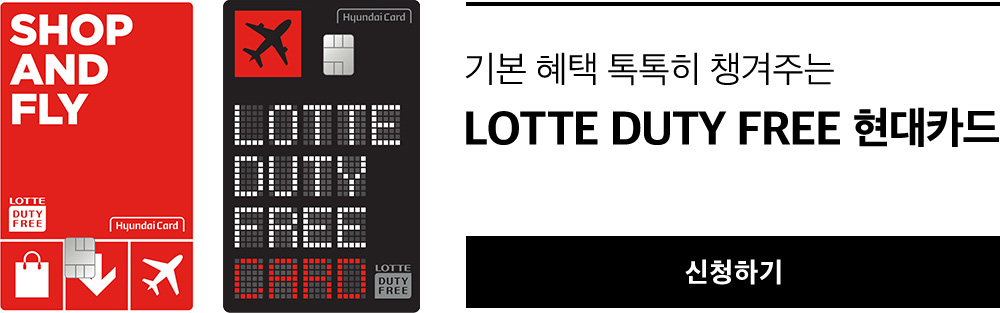 SHOP
AND
FLY
LOTTE
DUTY
FREE
Hyundai Card
Hyundai Card
LOTTE
DUTY
FREE
CARD
LOTTE
DUTY
FREE
기본 혜택 톡톡히 챙겨주는
LOTTE DUTY FREE 현대카드
신청하기